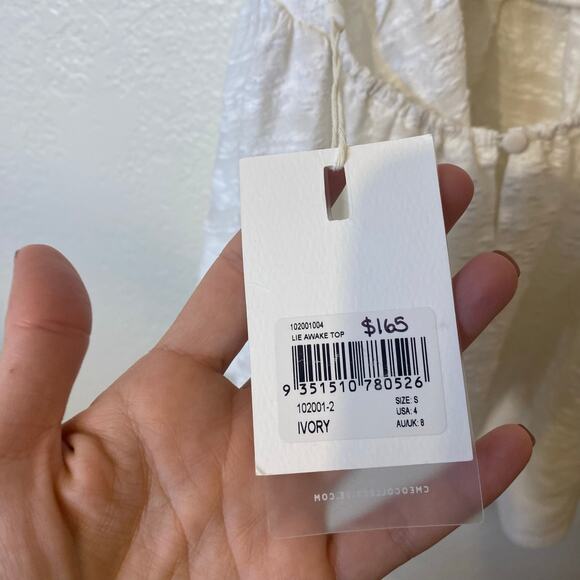 102001004
LIE AWAKE TOP $165
9 351510 780526
102001-2 SIZE: S
USA: 4
IVORY AU/UK: 8